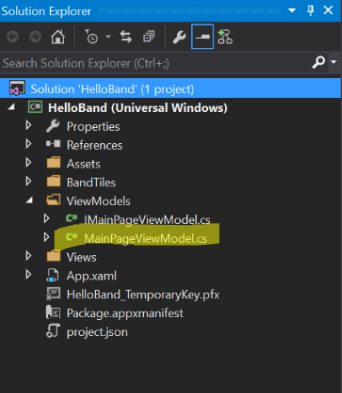 Solution Explorer
Search Solution Explorer (Ctrl+;)
Solution 'HelloBand' (1 project)
HelloBand (Universal Windows)
Properties
References
Assets
BandTiles
ViewModels
IMainPageViewModel.cs
MainPageViewModel.cs
Views
App.xaml
HelloBand_TemporaryKey.pfx
Package.appxmanifest
project.json